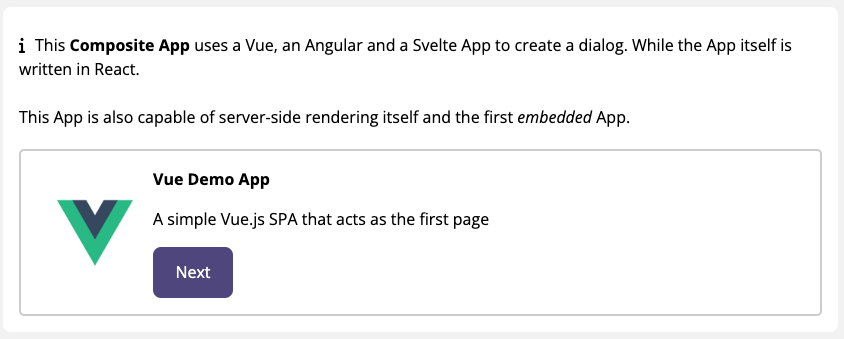 i This Composite App uses a Vue, an Angular and a Svelte App to create a dialog. While the App itself is
written in React.
This App is also capable of server-side rendering itself and the first embedded App.
Vue Demo App
A simple Vue.js SPA that acts as the first page
Next